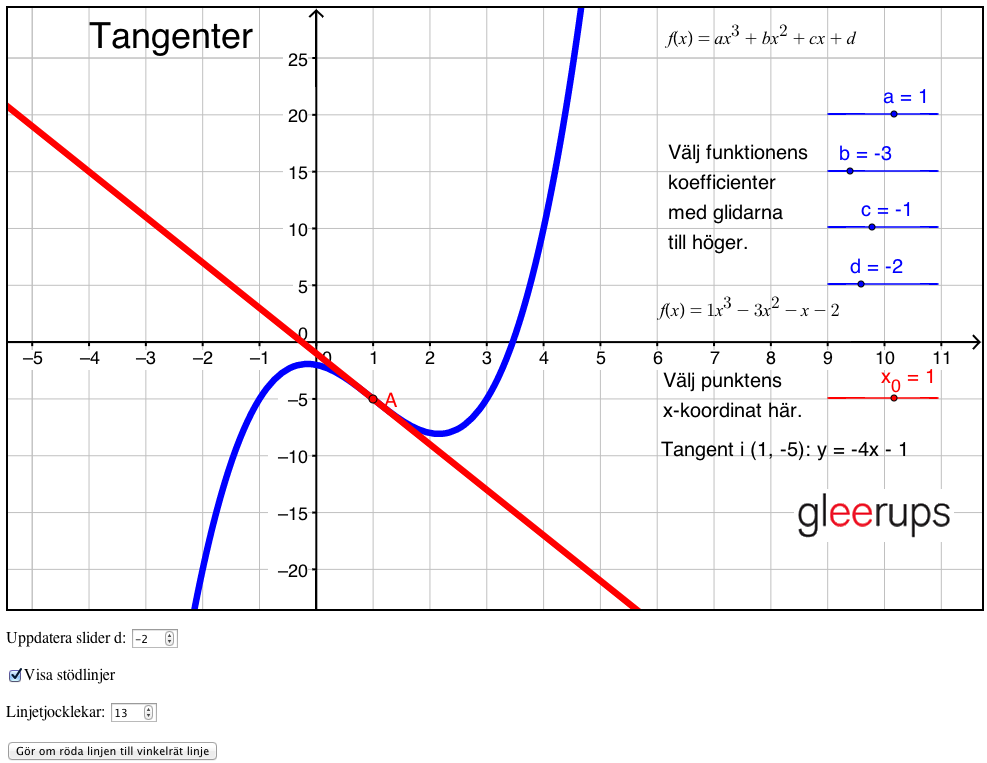 Tangenter
f(x) = ax³ + bx² + cx + d
25
20
15
10
5
0
−5
−10
−15
−20
−5 −4 −3 −2 −1 0 1 2 3 4 5 6 7 8 9 10 11
A
a = 1
Välj funktionens
koefficienter
med glidarna
till höger.
b = -3
c = -1
d = -2
f(x) = 1x³ − 3x² − x − 2
Välj punktens
x-koordinat här.
x₀ = 1
Tangent i (1, -5): y = -4x - 1
gleerups
Uppdatera slider d: -2
Visa stödlinjer
Linjetjocklekar: 13
Gör om röda linjen till vinkelrät linje